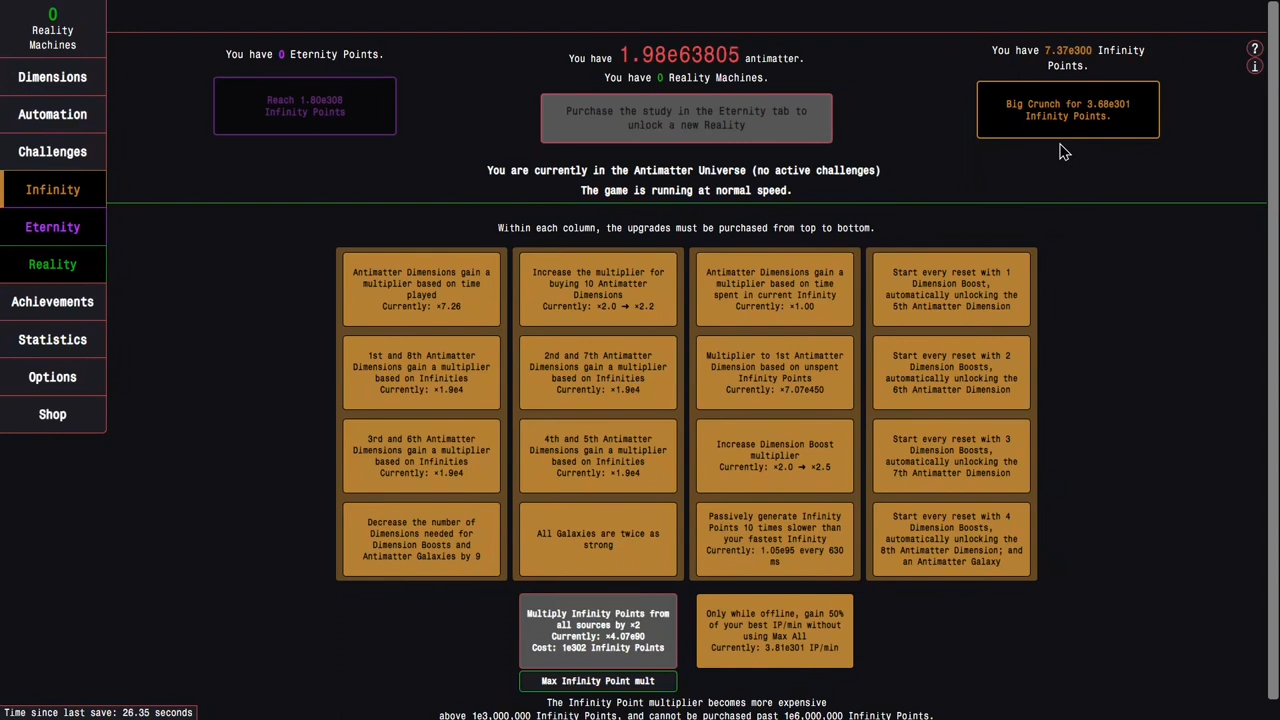 0
Reality
Machines
Dimensions
Automation
Challenges
Infinity
Eternity
Reality
Achievements
Statistics
Options
Shop
You have 0 Eternity Points.
Reach 1.80e308
Infinity Points
You have 1.98e63805 antimatter.
You have 0 Reality Machines.
Purchase the study in the Eternity tab to
unlock a new Reality
You have 7.37e300 Infinity
Points.
Big Crunch for 3.68e301
Infinity Points.
?
i
You are currently in the Antimatter Universe (no active challenges)
The game is running at normal speed.
Within each column, the upgrades must be purchased from top to bottom.
Antimatter Dimensions gain a
multiplier based on time
played
Currently: ×7.26
Increase the multiplier for
buying 10 Antimatter
Dimensions
Currently: ×2.0 ➜ ×2.2
Antimatter Dimensions gain a
multiplier based on time
spent in current Infinity
Currently: ×1.00
Start every reset with 1
Dimension Boost,
automatically unlocking the
5th Antimatter Dimension
1st and 8th Antimatter
Dimensions gain a multiplier
based on Infinities
Currently: ×1.9e4
2nd and 7th Antimatter
Dimensions gain a multiplier
based on Infinities
Currently: ×1.9e4
Multiplier to 1st Antimatter
Dimension based on unspent
Infinity Points
Currently: ×7.07e450
Start every reset with 2
Dimension Boosts,
automatically unlocking the
6th Antimatter Dimension
3rd and 6th Antimatter
Dimensions gain a multiplier
based on Infinities
Currently: ×1.9e4
4th and 5th Antimatter
Dimensions gain a multiplier
based on Infinities
Currently: ×1.9e4
Increase Dimension Boost
multiplier
Currently: ×2.0 ➜ ×2.5
Start every reset with 3
Dimension Boosts,
automatically unlocking the
7th Antimatter Dimension
Decrease the number of
Dimensions needed for
Dimension Boosts and
Antimatter Galaxies by 9
All Galaxies are twice as
strong
Passively generate Infinity
Points 10 times slower than
your fastest Infinity
Currently: 1.05e95 every 630
ms
Start every reset with 4
Dimension Boosts,
automatically unlocking the
8th Antimatter Dimension; and
an Antimatter Galaxy
Multiply Infinity Points from
all sources by ×2
Currently: ×4.07e90
Cost: 1e302 Infinity Points
Max Infinity Point mult
Only while offline, gain 50%
of your best IP/min without
using Max All
Currently: 3.81e301 IP/min
The Infinity Point multiplier becomes more expensive
above 1e3,000,000 Infinity Points, and cannot be purchased past 1e6,000,000 Infinity Points.
Time since last save: 26.35 seconds